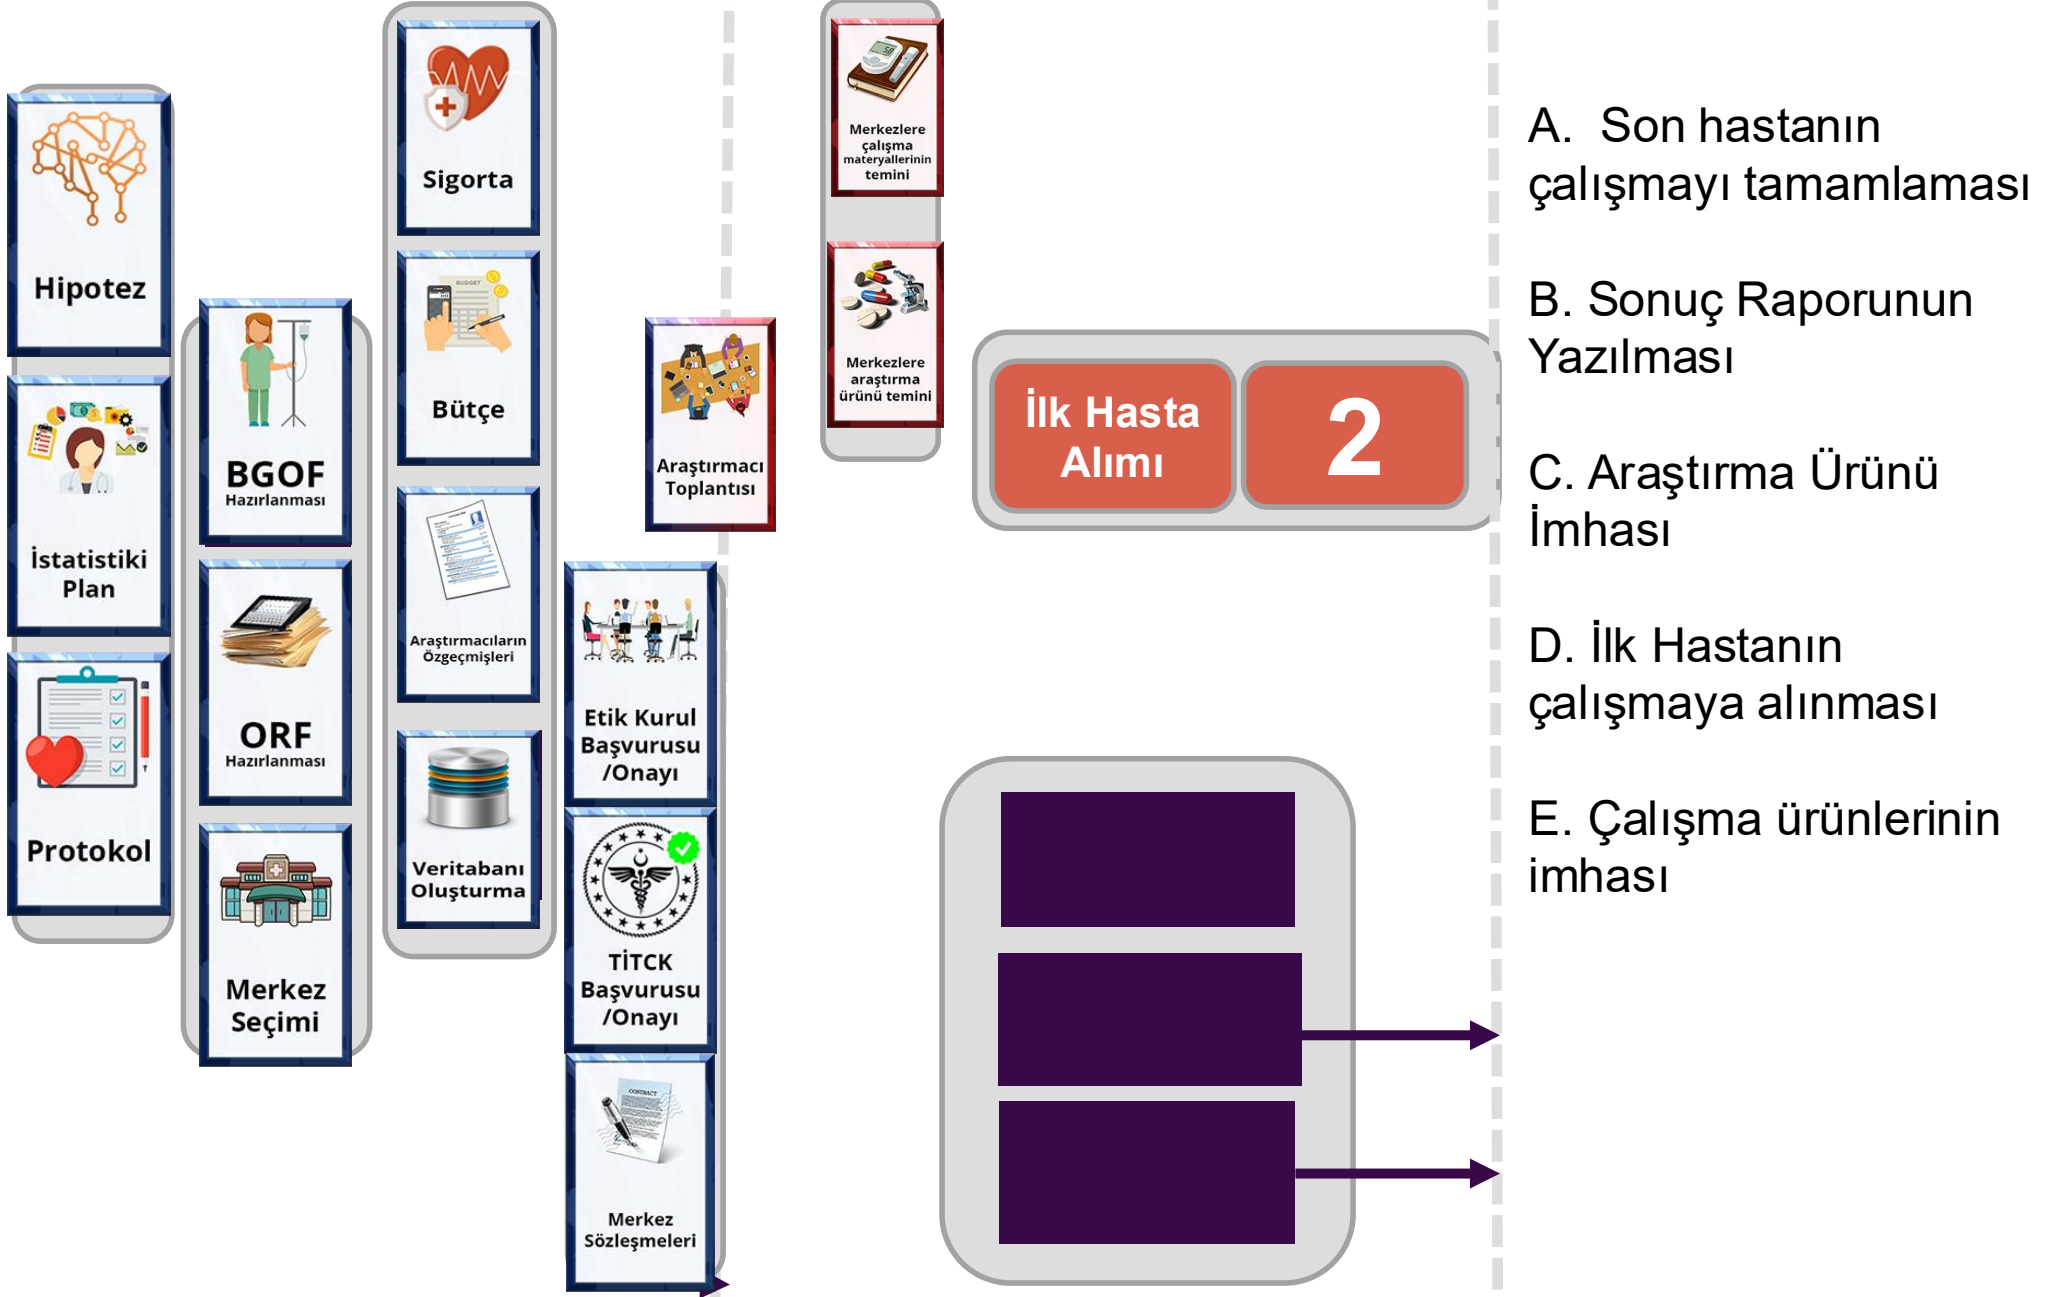 Hipotez
İstatistiki
Plan
Protokol
BGOF
Hazırlanması
ORF
Hazırlanması
Merkez
Seçimi
Sigorta
BUDGET
Bütçe
Araştırmacıların
Özgeçmişleri
Veritabanı
Oluşturma
Etik Kurul
Başvurusu
/Onayı
TİTCK
Başvurusu
/Onayı
CONTRACT
Merkez
Sözleşmeleri
Araştırmacı
Toplantısı
Merkezlere
çalışma
materyallerinin
temini
Merkezlere
araştırma
ürünü temini
İlk Hasta
Alımı
2
A. Son hastanın
çalışmayı tamamlaması
B. Sonuç Raporunun
Yazılması
C. Araştırma Ürünü
İmhası
D. İlk Hastanın
çalışmaya alınması
E. Çalışma ürünlerinin
imhası